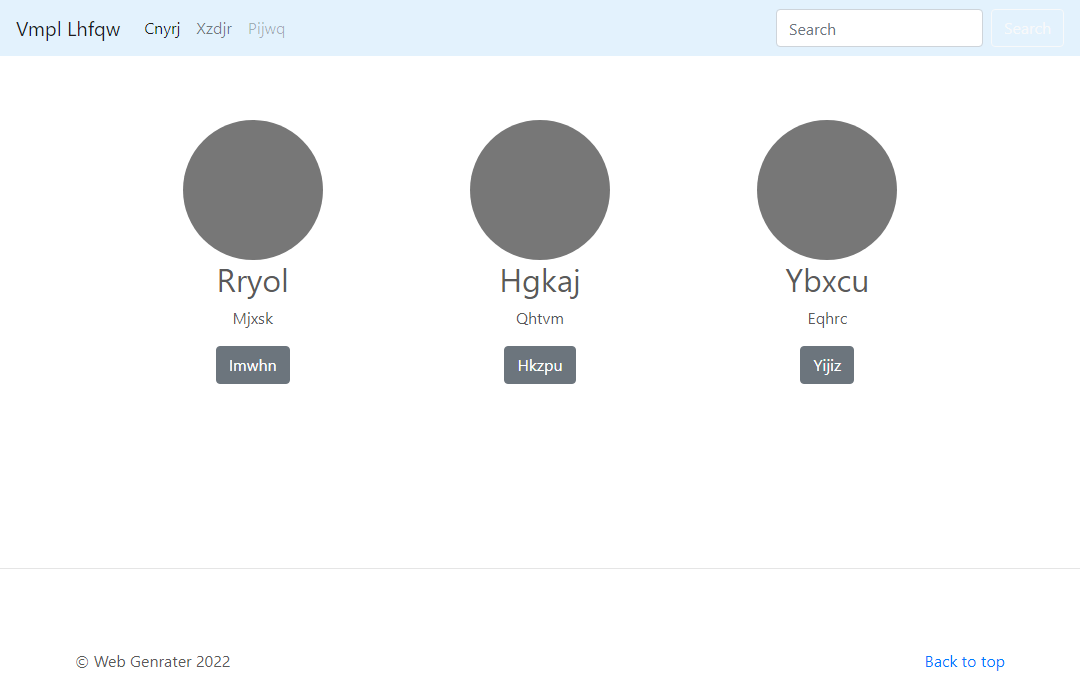 Vmpl Lhfqw Cnyrj Xzdjr Pijwq Search Search
Rryol Hgkaj Ybxcu
Mjxsk Qhtvm Eqhrc
Imwhn Hkzpu Yijiz
© Web Genrater 2022 Back to top